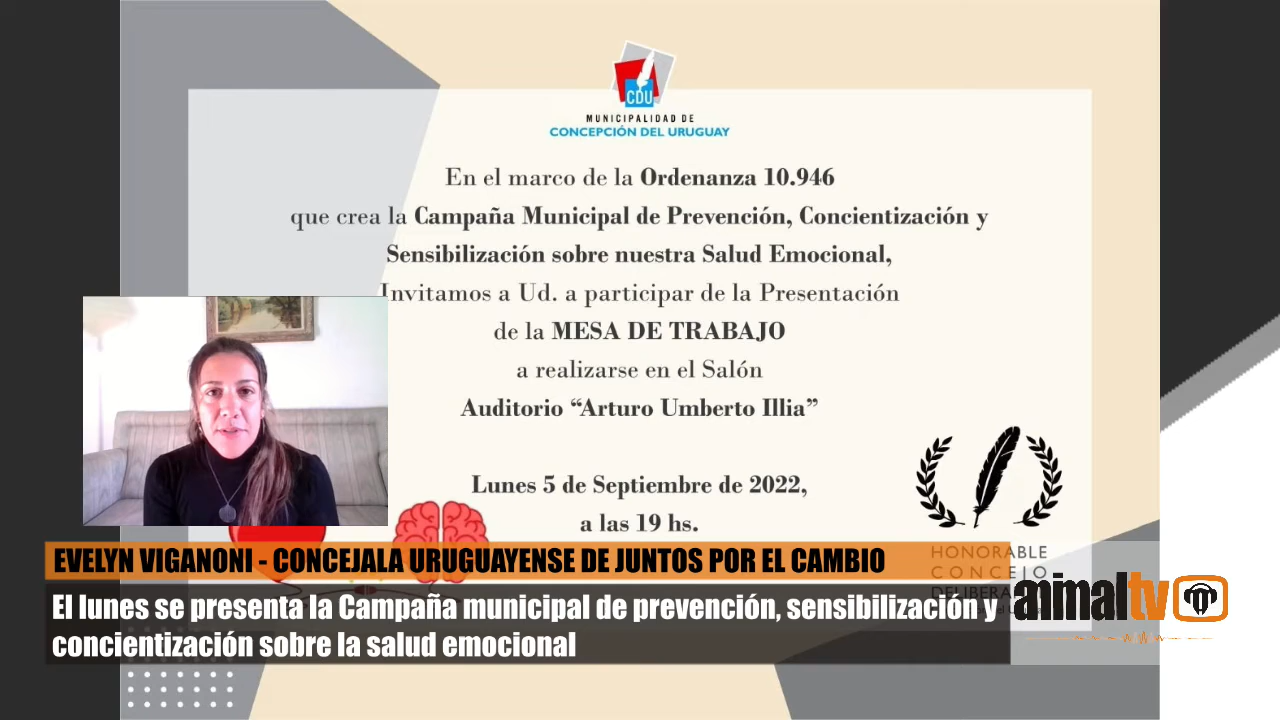 CDU
MUNICIPALIDAD DE
CONCEPCIÓN DEL URUGUAY
En el marco de la Ordenanza 10.946
que crea la Campaña Municipal de Prevención, Concientización y
Sensibilización sobre nuestra Salud Emocional,
Invitamos a Ud. a participar de la Presentación
de la MESA DE TRABAJO
a realizarse en el Salón
Auditorio “Arturo Umberto Illia”
Lunes 5 de Septiembre de 2022,
a las 19 hs.
HONORABLE
CONCEJO
EVELYN VIGANONI - CONCEJALA URUGUAYENSE DE JUNTOS POR EL CAMBIO
El lunes se presenta la Campaña municipal de prevención, sensibilización y
concientización sobre la salud emocional
animaltv